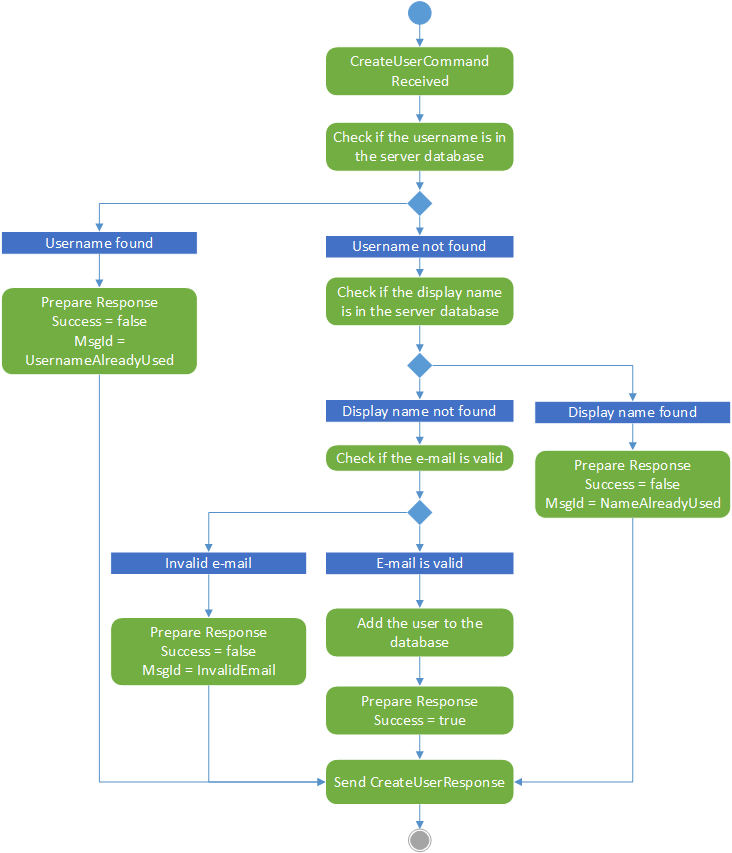 CreateUserCommand
Received
Check if the username is in
the server database
Username found
Username not found
Prepare Response
Success = false
MsgId =
UsernameAlreadyUsed
Check if the display name
is in the server database
Display name not found
Display name found
Check if the e-mail is valid
Prepare Response
Success = false
MsgId = NameAlreadyUsed
Invalid e-mail
E-mail is valid
Prepare Response
Success = false
MsgId = InvalidEmail
Add the user to the
database
Prepare Response
Success = true
Send CreateUserResponse